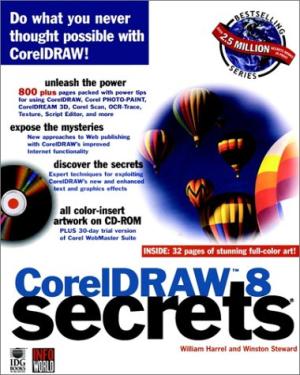 Do what you never
thought possible with
CorelDRAW!
BESTSELLING
2.5 MILLION
SERIES
unleash the power
800 plus pages packed with power tips
for using CorelDRAW, Corel PHOTO-PAINT,
CorelDREAM 3D, Corel Scan, OCR-Trace,
Texture, Script Editor, and more
expose the mysteries
New approaches to Web publishing
with CorelDRAW's improved
Internet functionality
discover the secrets
Expert techniques for exploiting
CorelDRAW's new and enhanced
text and graphics effects
all color-insert
artwork on CD-ROM
PLUS 30-day trial version
of Corel WebMaster Suite
INSIDE: 32 pages of stunning full-color art!
CorelDRAW™ 8
secrets®
William Harrel and Winston Steward
IDG
BOOKS
INFO
WORLD